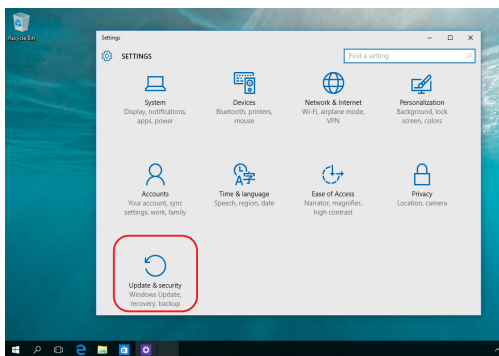 Recycle Bin
Settings
SETTINGS
Find a setting
System
Display, notifications,
apps, power
Devices
Bluetooth, printers,
mouse
Network & Internet
Wi-Fi, airplane mode,
VPN
Personalization
Background, lock
screen, colors
Accounts
Your account, sync
settings, work, family
Time & language
Speech, region, date
Ease of Access
Narrator, magnifier,
high contrast
Privacy
Location, camera
Update & security
Windows Update,
recovery, backup